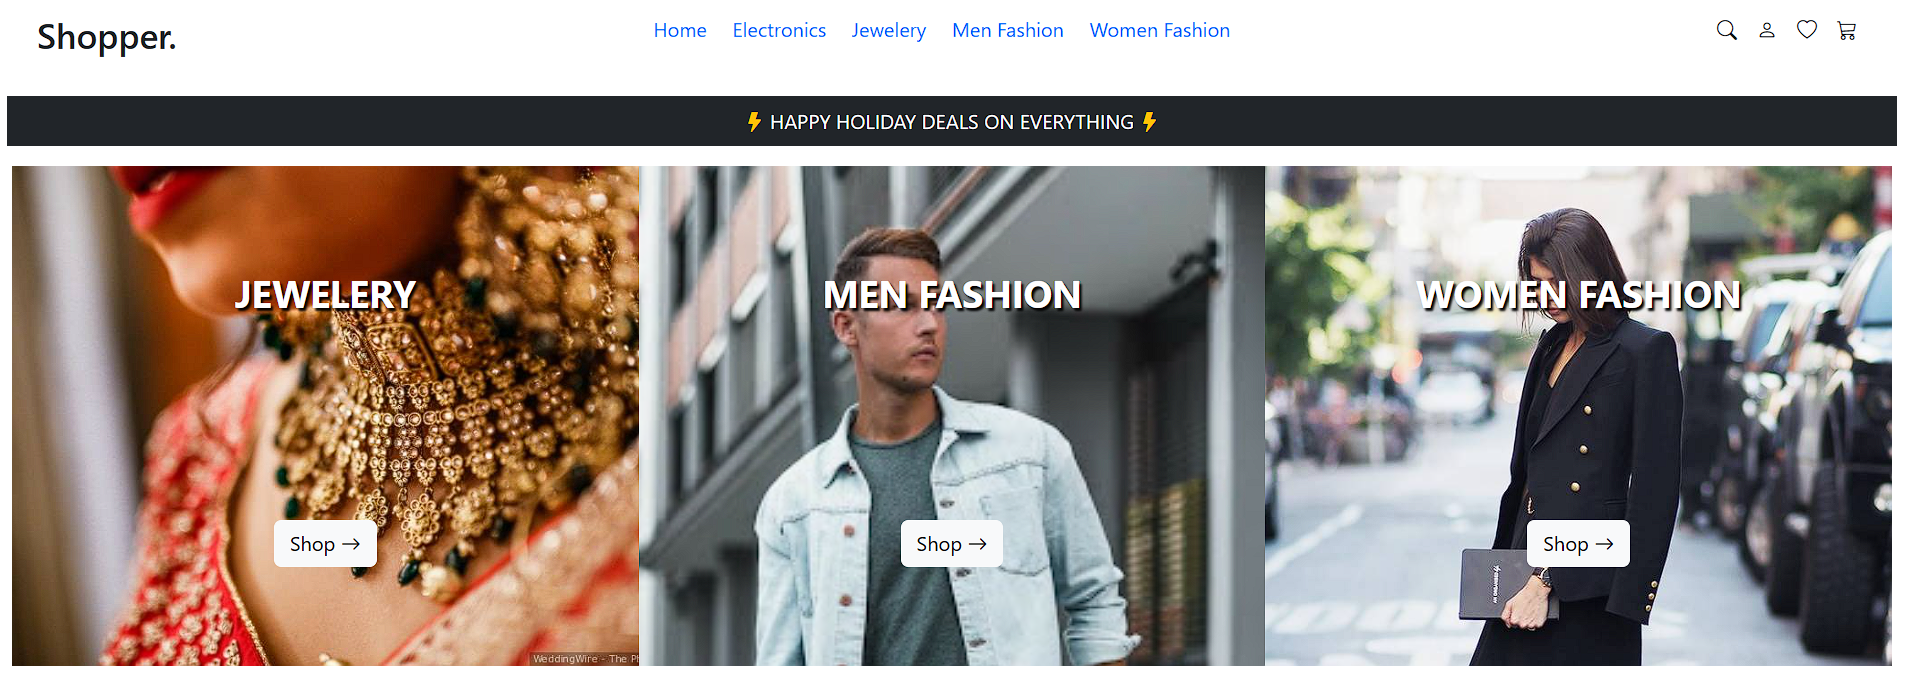 Shopper.
Home Electronics Jewelery Men Fashion Women Fashion
⚡ HAPPY HOLIDAY DEALS ON EVERYTHING ⚡
JEWELERY
MEN FASHION
WOMEN FASHION
Shop →
Shop →
Shop →
WeddingWire - The